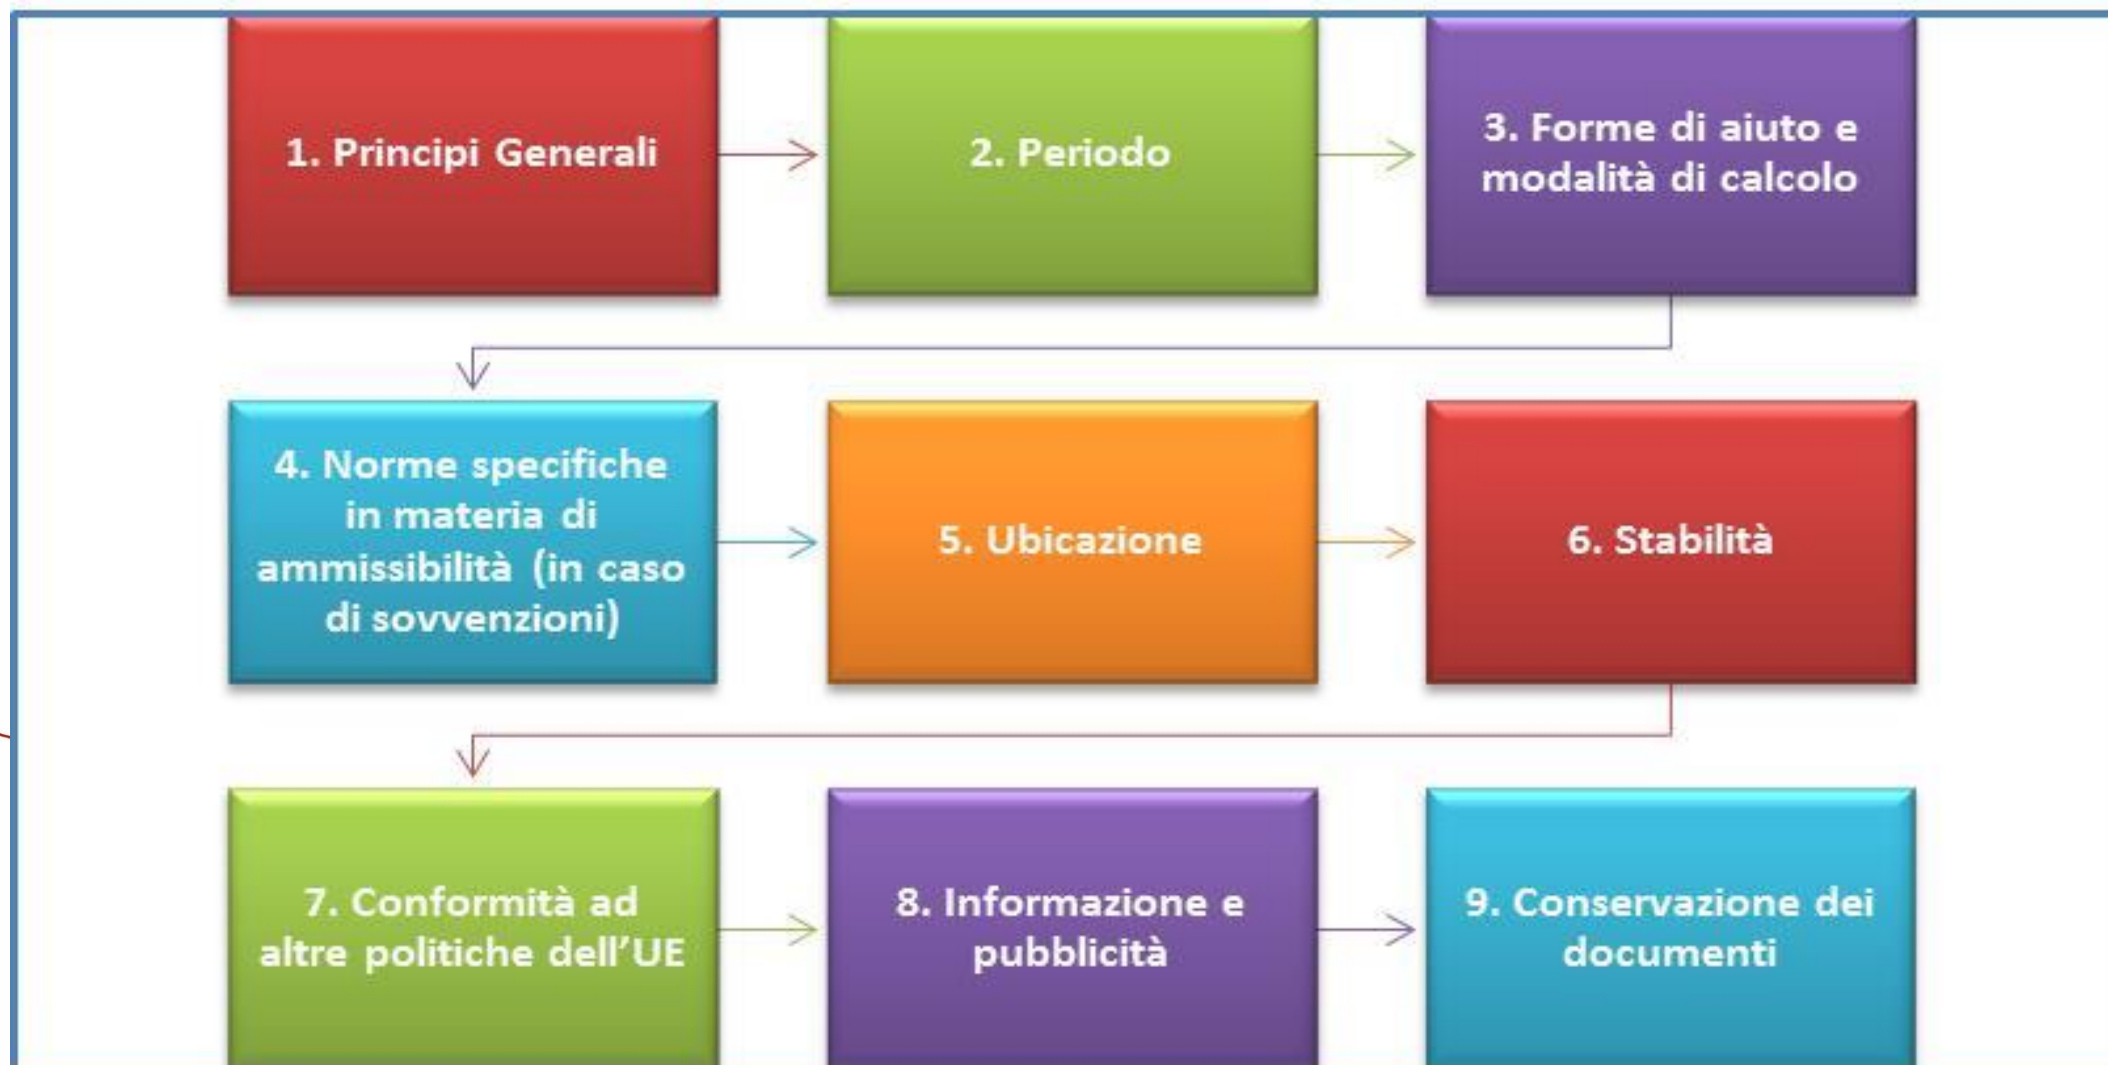 1. Principi Generali
2. Periodo
3. Forme di aiuto e
modalità di calcolo
4. Norme specifiche
in materia di
ammissibilità (in caso
di sovvenzioni)
5. Ubicazione
6. Stabilità
7. Conformità ad
altre politiche dell’UE
8. Informazione e
pubblicità
9. Conservazione dei
documenti